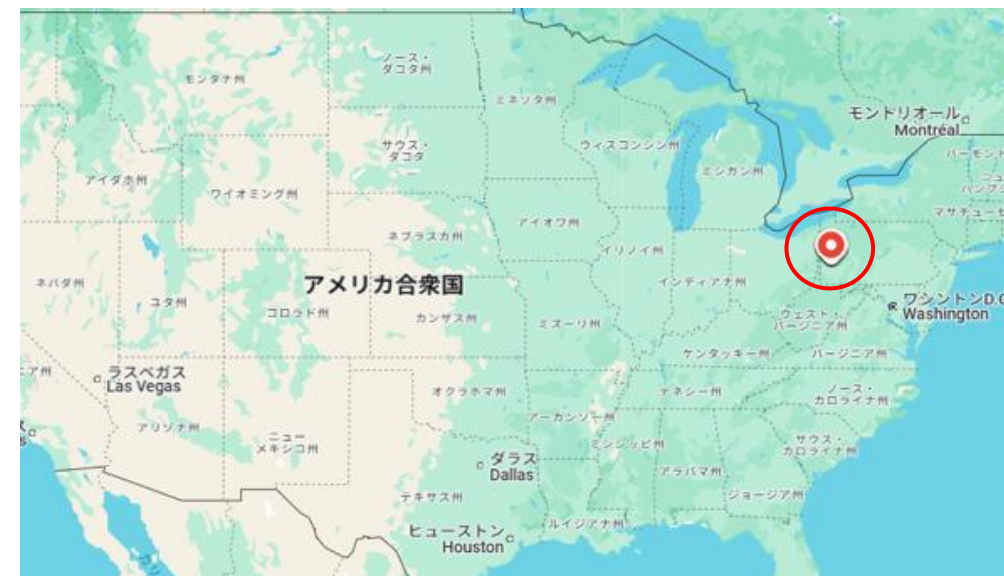 モンタナ州
ノース・
ダコタ州
ミネソタ州
モントリオール
Montréal
サウス・
ダコタ
ウィスコンシン州
ミシガン州
アイダホ州
ワイオミング州
アイオワ州
ネブラスカ州
イリノイ州
ネバダ州
ユタ州
アメリカ合衆国
コロラド州
カンザス州
ミズーリ州
インディアナ州
ウェスト・
バージニア州
ワシントンD.C
Washington
ケンタッキー州
バージニア州
ラスベガス
Las Vegas
オクラホマ州
テネシー州
ノース・
カロライナ州
アーカンソー州
アリゾナ州
ニュー
メキシコ州
ミシシッピ州
サウス・
カロライナ州
ダラス
Dallas
アラバマ州
テキサス州
ジョージア州
ヒューストン
Houston
ルイジアナ州